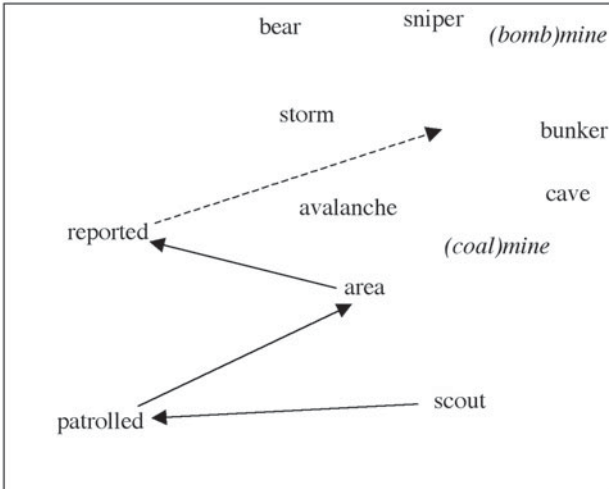 bear
sniper
(bomb)mine
storm
bunker
avalanche
cave
reported
(coal)mine
area
patrolled
scout